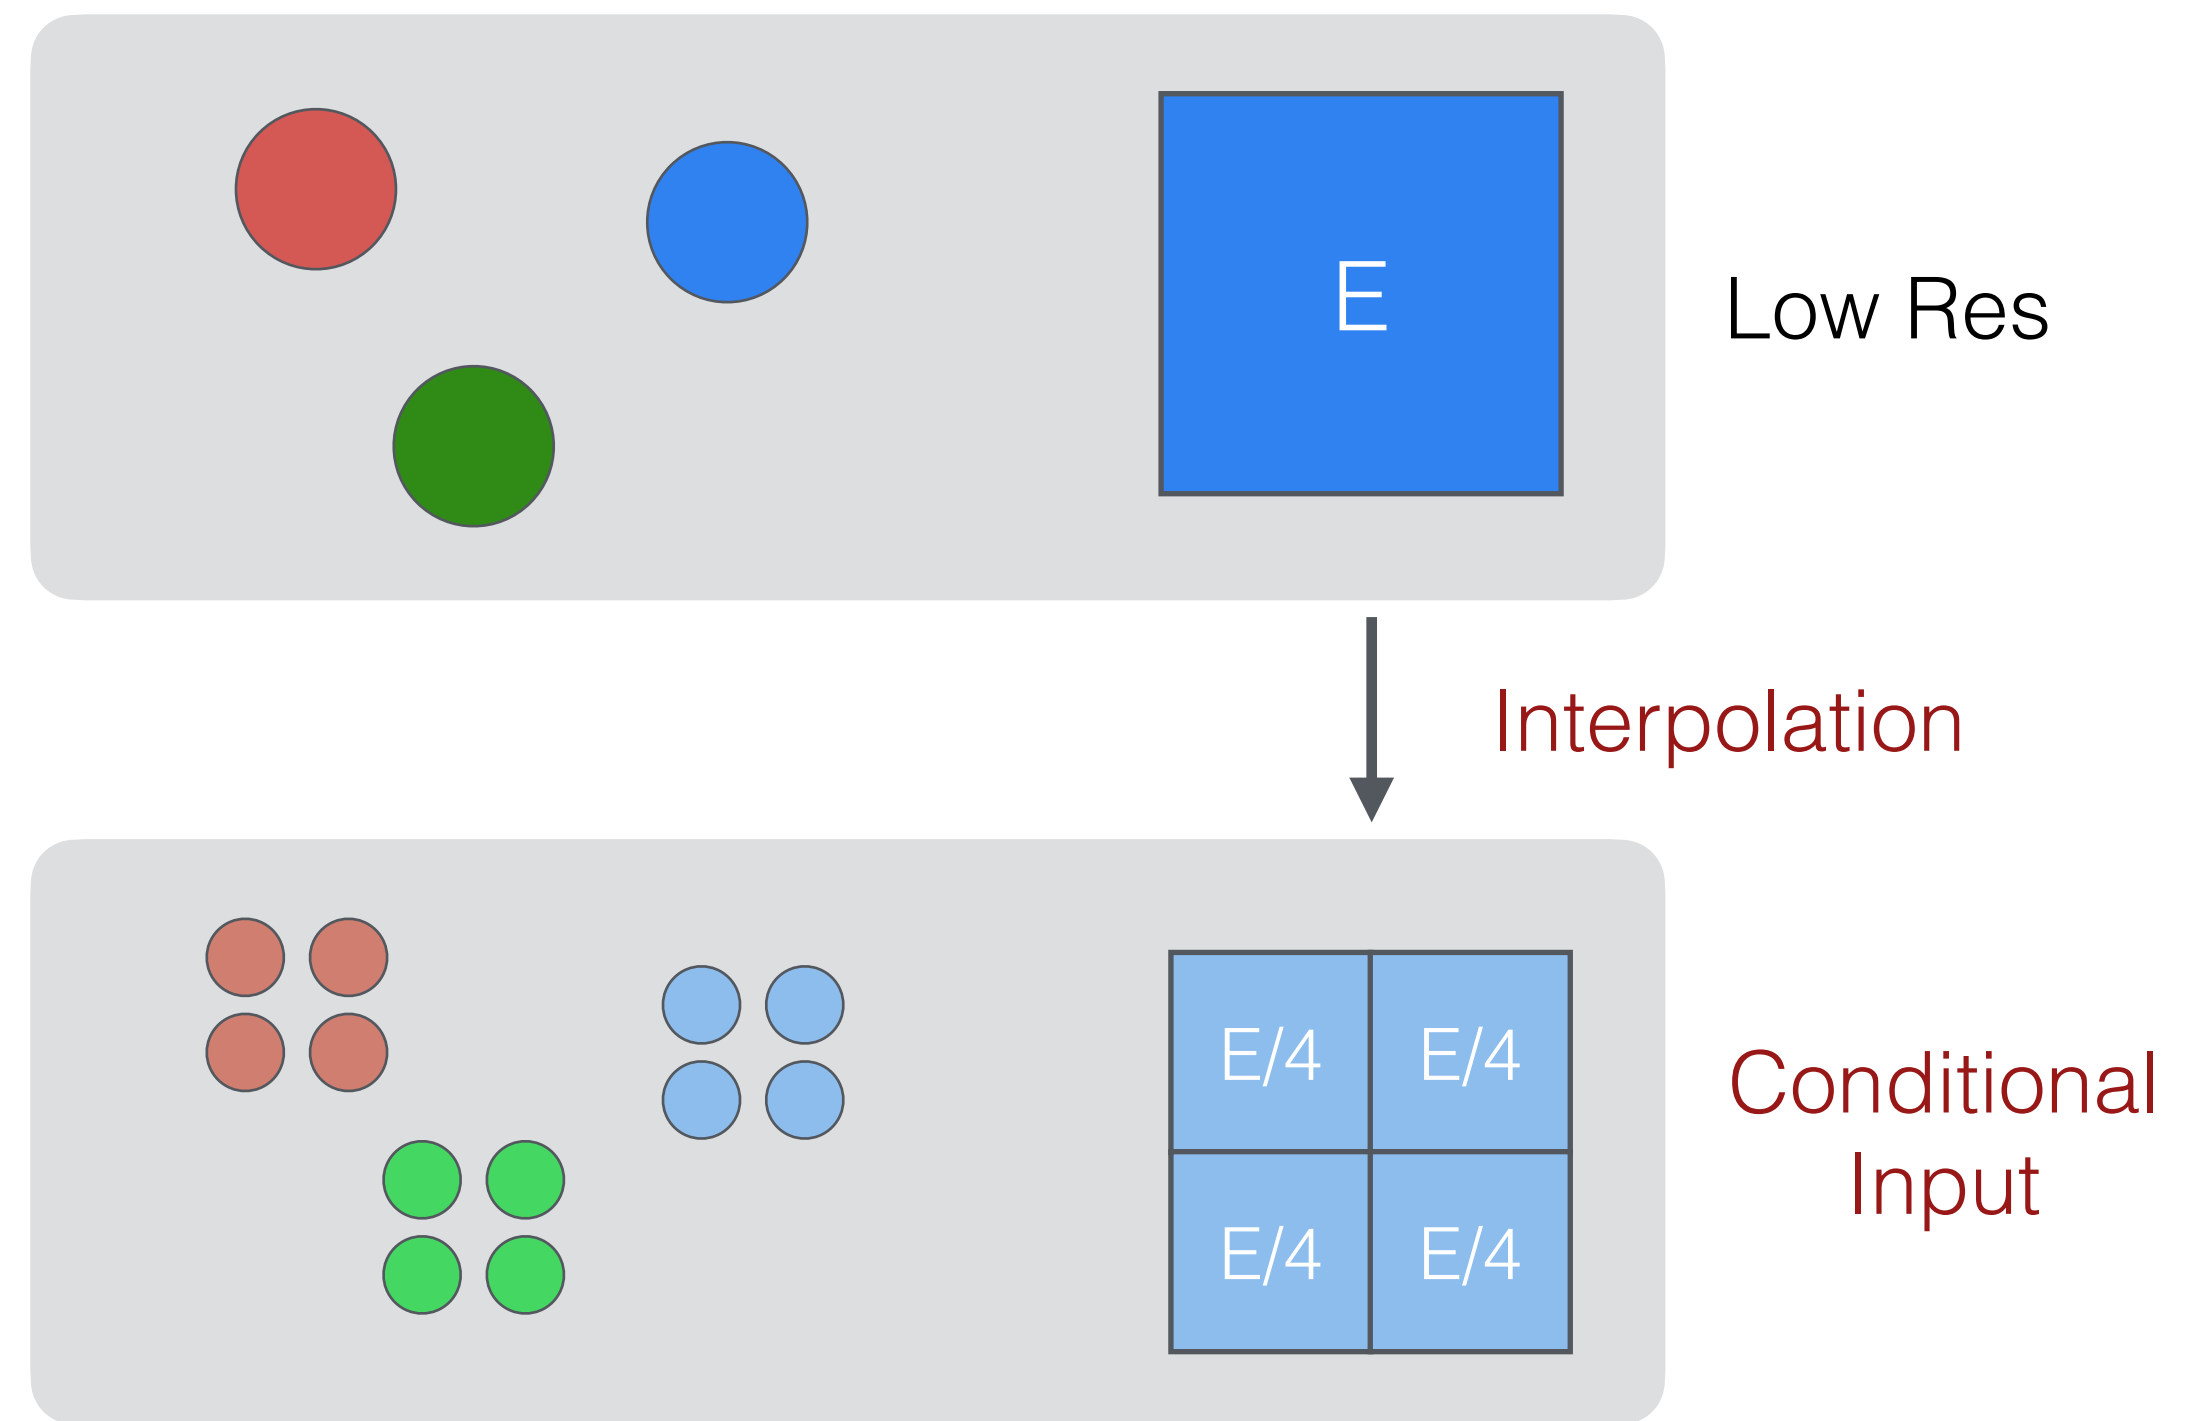 E
Low Res
Interpolation
E/4 E/4
E/4 E/4
Conditional
Input